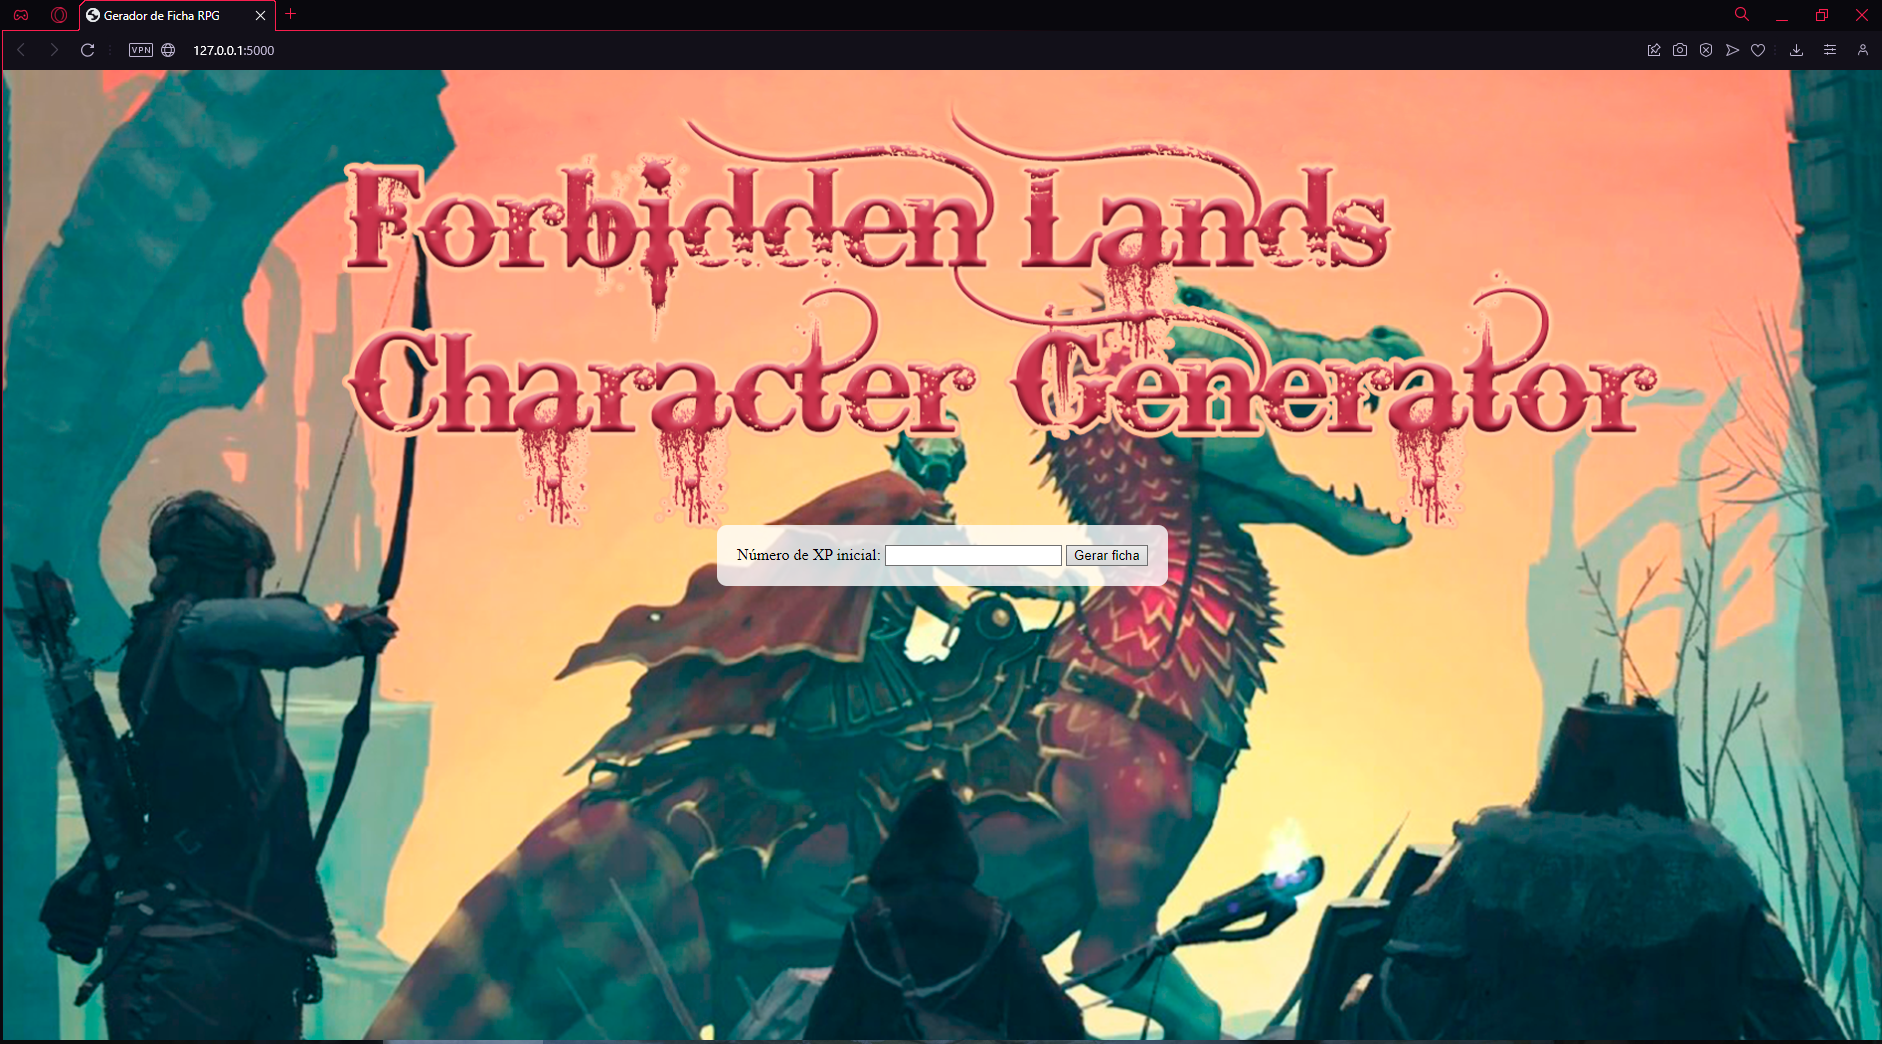 Gerador de Ficha RPG
VPN 127.0.0.1:5000
Forbidden Lands
Character Generator
Número de XP inicial: Gerar ficha